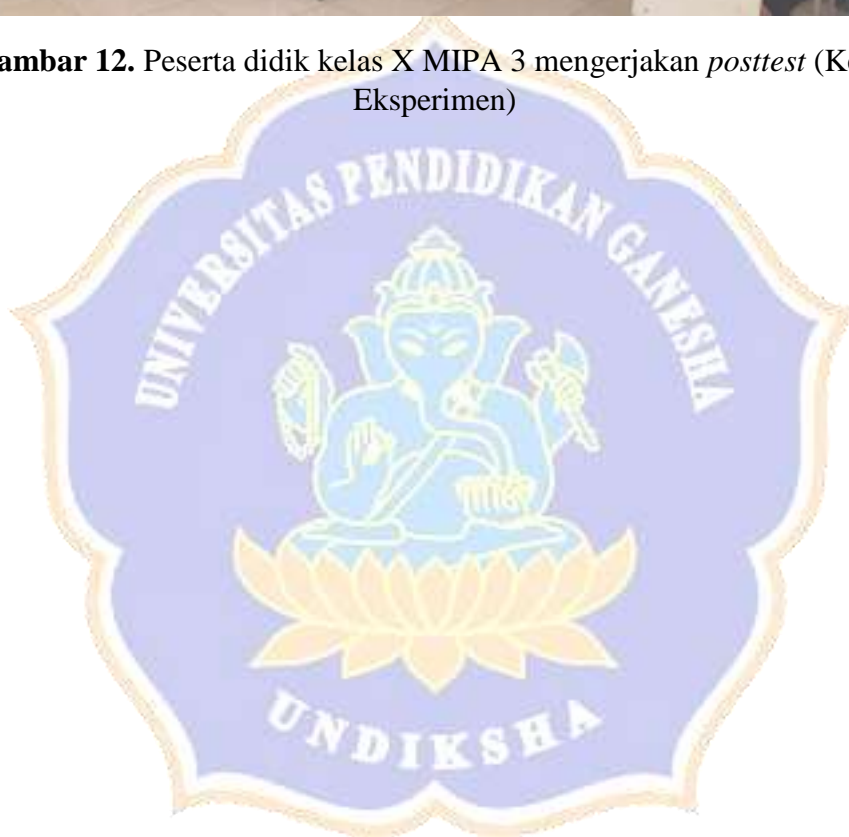 ambar 12. Peserta didik kelas X MIPA 3 mengerjakan posttest (Ke
Eksperimen)
UNIVERSITAS PENDIDIKAN GANESHA
UNDIKSHA